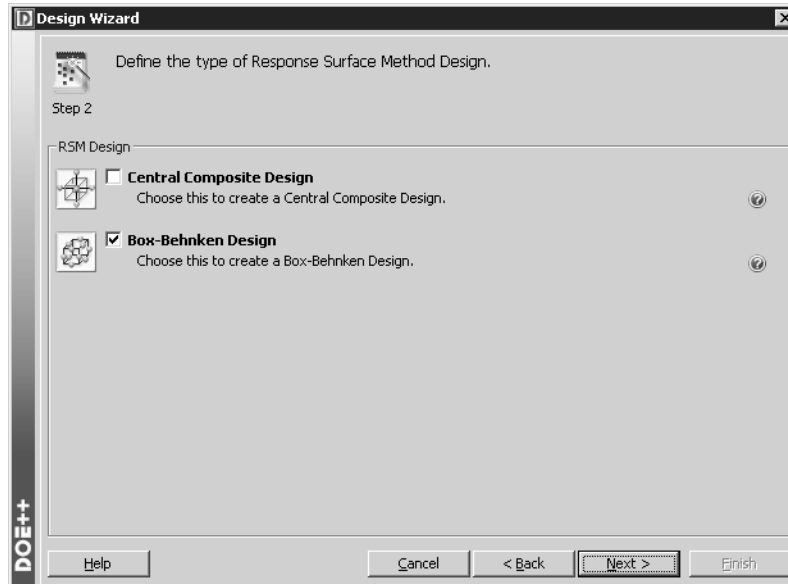 Design Wizard
Define the type of Response Surface Method Design.
Step 2
RSM Design
Central Composite Design
Choose this to create a Central Composite Design.
Box-Behnken Design
Choose this to create a Box-Behnken Design.
DOE++
Help
Cancel
< Back
Next >
Finish